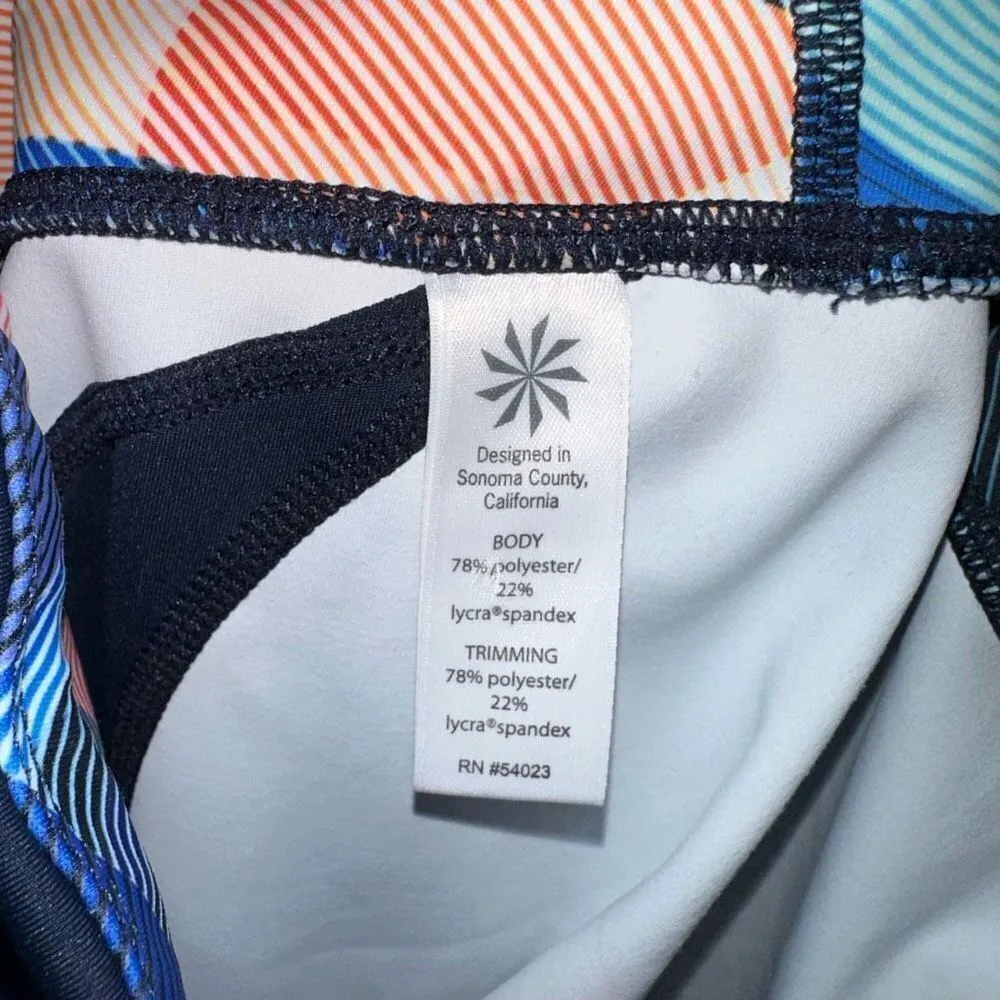 Designed in
Sonoma County,
California
BODY
78% polyester/
22%
lycra®spandex
TRIMMING
78% polyester/
22%
lycra®spandex
RN #54023